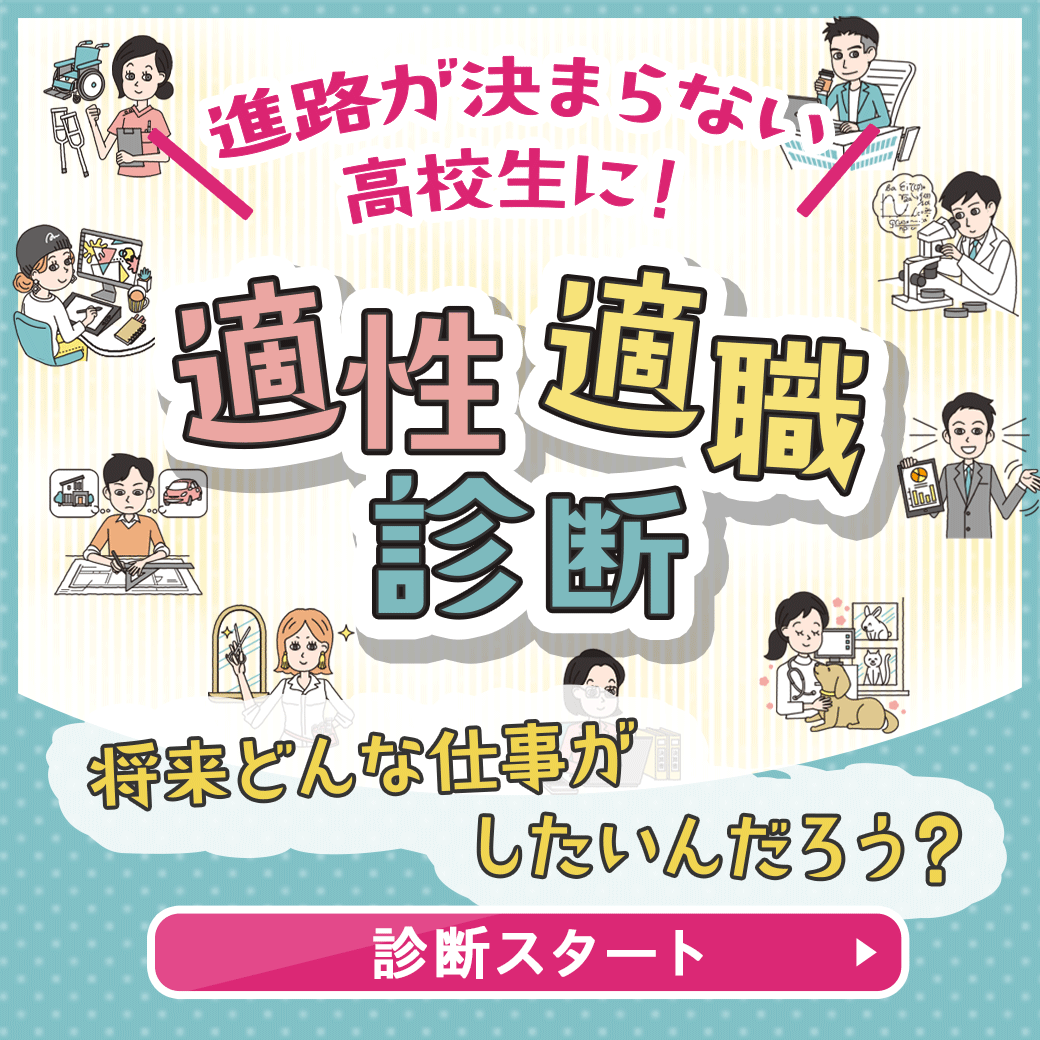 進路が決まらない
高校生に！
適性 適職
診断
将来どんな仕事が
したいんだろう？
診断スタート